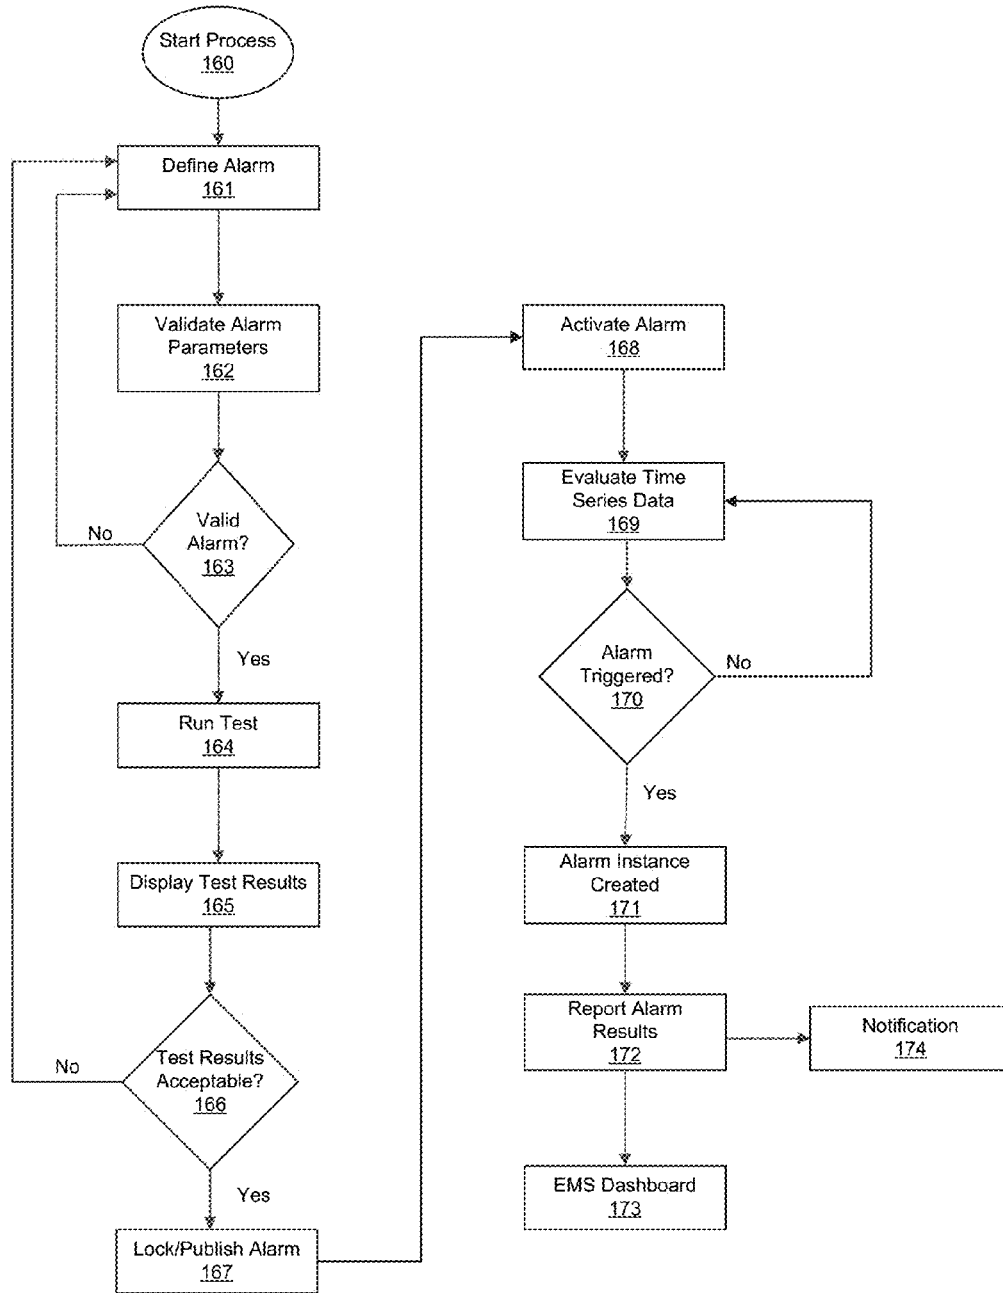 Start Process
160
Define Alarm
161
Validate Alarm
Parameters
162
Valid
Alarm?
163
No
Yes
Run Test
164
Display Test Results
165
Test Results
Acceptable?
166
No
Yes
Lock/Publish Alarm
167
Activate Alarm
168
Evaluate Time
Series Data
169
Alarm
Triggered?
170
No
Yes
Alarm Instance
Created
171
Report Alarm
Results
172
Notification
174
EMS Dashboard
173